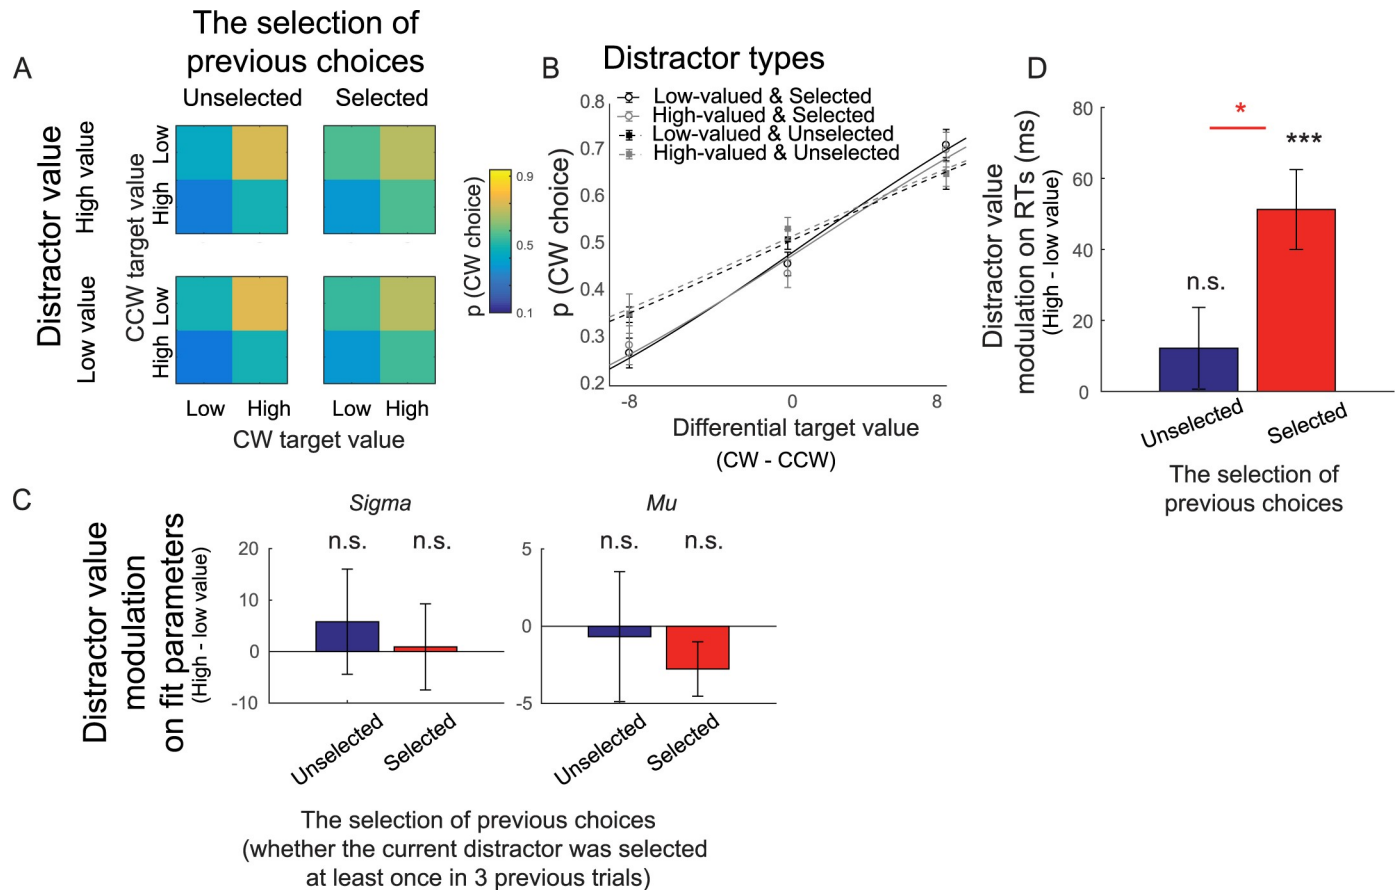 A
The selection of
previous choices
Unselected
Selected
Distractor value
High value
Low value
CCW target value
Low
High
Low
High
Low
High
Low
High
CW target value
p (CW choice)
0.9
0.5
0.1
B
Distractor types
Low-valued & Selected
High-valued & Selected
Low-valued & Unselected
High-valued & Unselected
p (CW choice)
0.8
0.7
0.6
0.5
0.4
0.3
0.2
-8
0
8
Differential target value
(CW - CCW)
D
Distractor value
modulation on RTs (ms)
(High - low value)
80
60
40
20
0
*
***
n.s.
Unselected
Selected
The selection of
previous choices
C
Distractor value
modulation
on fit parameters
(High - low value)
Sigma
20
10
0
-10
n.s.
n.s.
Unselected
Selected
Mu
5
0
-5
n.s.
n.s.
Unselected
Selected
The selection of previous choices
(whether the current distractor was selected
at least once in 3 previous trials)